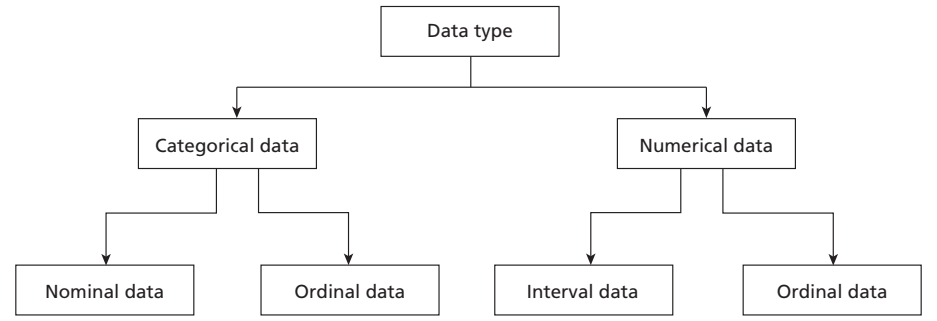 Data type
Categorical data
Numerical data
Nominal data
Ordinal data
Interval data
Ordinal data